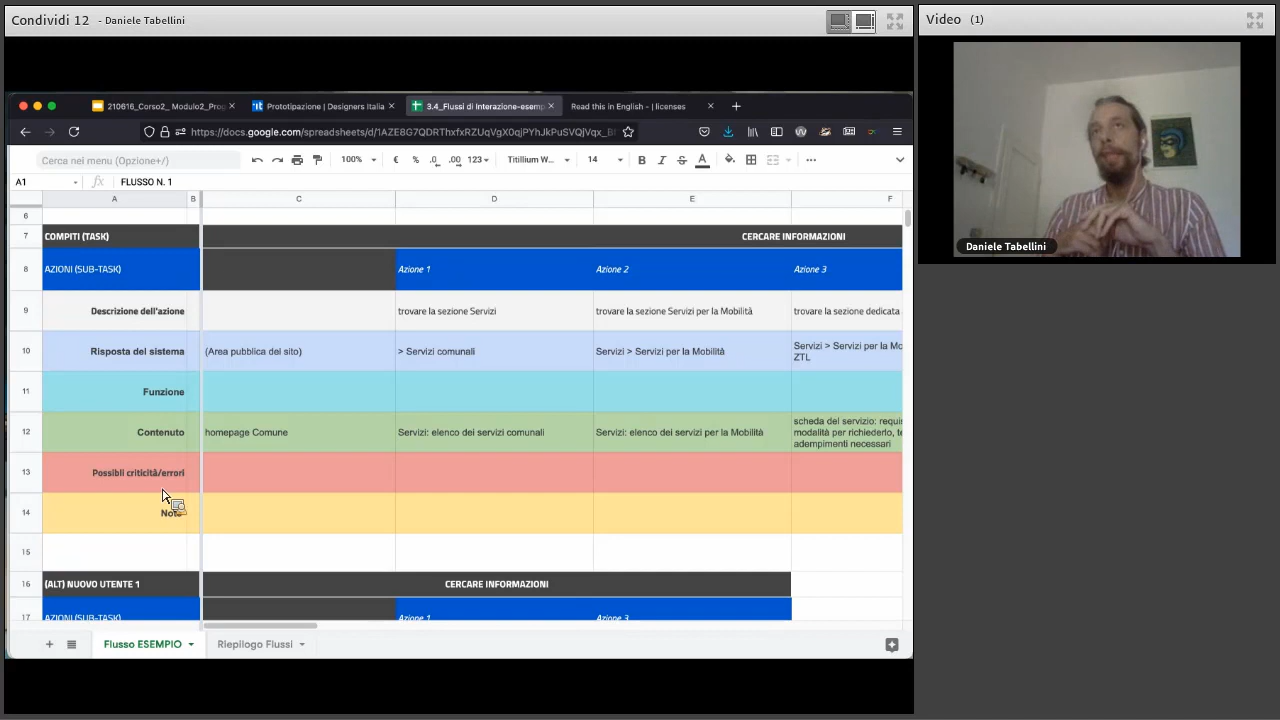 Condividi 12 - Daniele Tabellini
Video (1)
210616_Corso2_ Modulo2_Prog
Prototipazione | Designers Italia
3.4_Flussi di Interazione-esemp
Read this in English - | licenses
https://docs.google.com/spreadsheets/d/1AZE8G7QDRThxfxRZUqVgX0qjPYhJkPuSVQjVqx_B
Cerca nei menu (Opzione+/)
100%
€ % .0 .00 123
Titillium W...
14
B I S A
A1
fx
FLUSSO N. 1
A B C D E F
6
7 COMPITI (TASK) CERCARE INFORMAZIONI
8 AZIONI (SUB-TASK) Azione 1 Azione 2 Azione 3
9 Descrizione dell'azione trovare la sezione Servizi trovare la sezione Servizi per la Mobilità trovare la sezione dedicata
10 Risposta del sistema (Area pubblica del sito) > Servizi comunali Servizi > Servizi per la Mobilità Servizi > Servizi per la Mo
ZTL
11 Funzione
12 Contenuto homepage Comune Servizi: elenco dei servizi comunali Servizi: elenco dei servizi per la Mobilità scheda del servizio: requi
modalità per richiederlo, te
adempimenti necessari
13 Possibli criticità/errori
14 Note
15
16 (ALT) NUOVO UTENTE 1 CERCARE INFORMAZIONI
17 AZIONI (SUB-TASK) Azione 1 Azione 3
Flusso ESEMPIO
Riepilogo Flussi
Daniele Tabellini